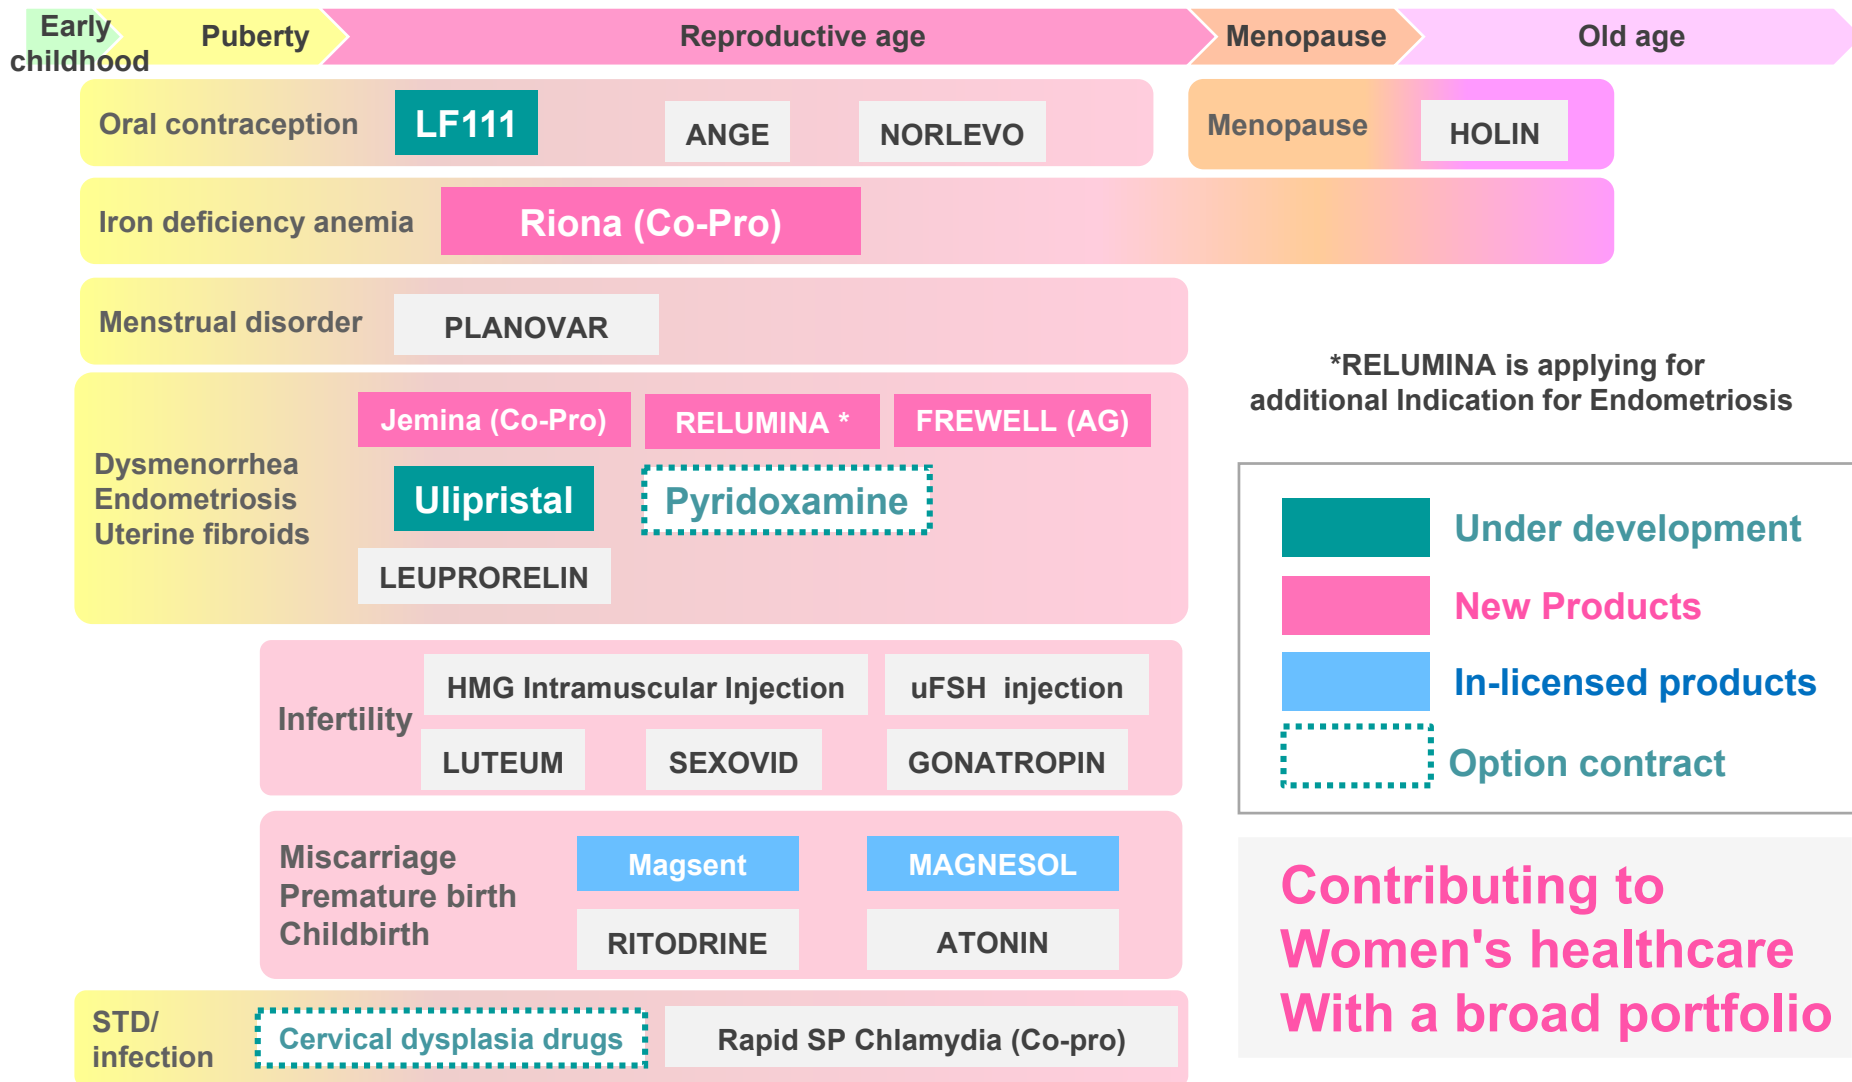 Early
childhood
Puberty
Reproductive age
Menopause
Old age
Oral contraception
LF111
ANGE
NORLEVO
Menopause
HOLIN
Iron deficiency anemia
Riona (Co-Pro)
Menstrual disorder
PLANOVAR
*RELUMINA is applying for
additional Indication for Endometriosis
Dysmenorrhea
Endometriosis
Uterine fibroids
Jemina (Co-Pro)
RELUMINA *
FREWELL (AG)
Ulipristal
Pyridoxamine
LEUPRORELIN
Under development
New Products
In-licensed products
Option contract
Infertility
HMG Intramuscular Injection
uFSH  injection
LUTEUM
SEXOVID
GONATROPIN
Miscarriage
Premature birth
Childbirth
Magsent
MAGNESOL
RITODRINE
ATONIN
Contributing to
Women's healthcare
With a broad portfolio
STD/
infection
Cervical dysplasia drugs
Rapid SP Chlamydia (Co-pro)